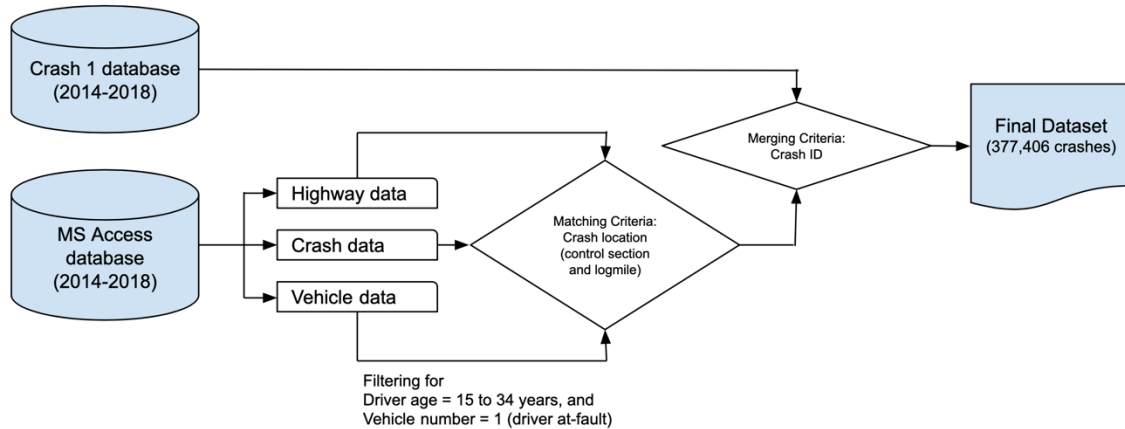 Crash 1 database
(2014-2018)
MS Access
database
(2014-2018)
Highway data
Crash data
Vehicle data
Filtering for
Driver age = 15 to 34 years, and
Vehicle number = 1 (driver at-fault)
Matching Criteria:
Crash location
(control section
and logmile)
Merging Criteria:
Crash ID
Final Dataset
(377,406 crashes)